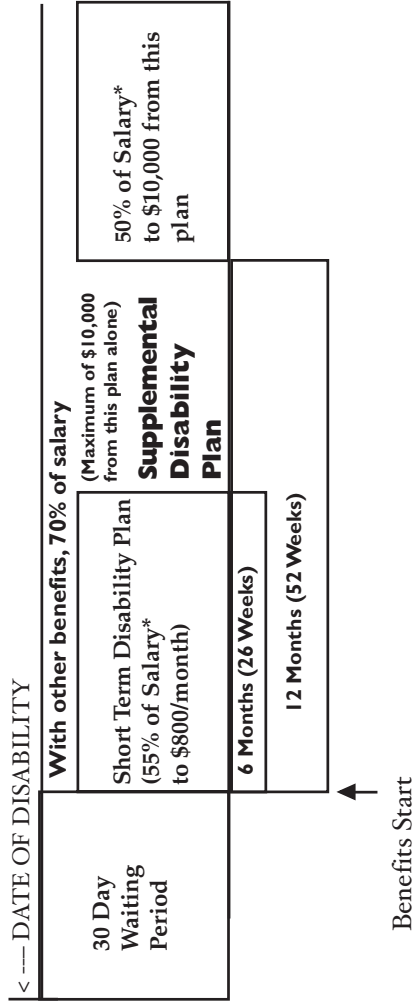 < ---- DATE OF DISABILITY
30 Day
Waiting
Period
With other benefits, 70% of salary
Short Term Disability Plan
(55% of Salary*
to $800/month)
(Maximum of $10,000
from this plan alone)
Supplemental
Disability
Plan
50% of Salary*
to $10,000 from this
plan
6 Months (26 Weeks)
12 Months (52 Weeks)
Benefits Start